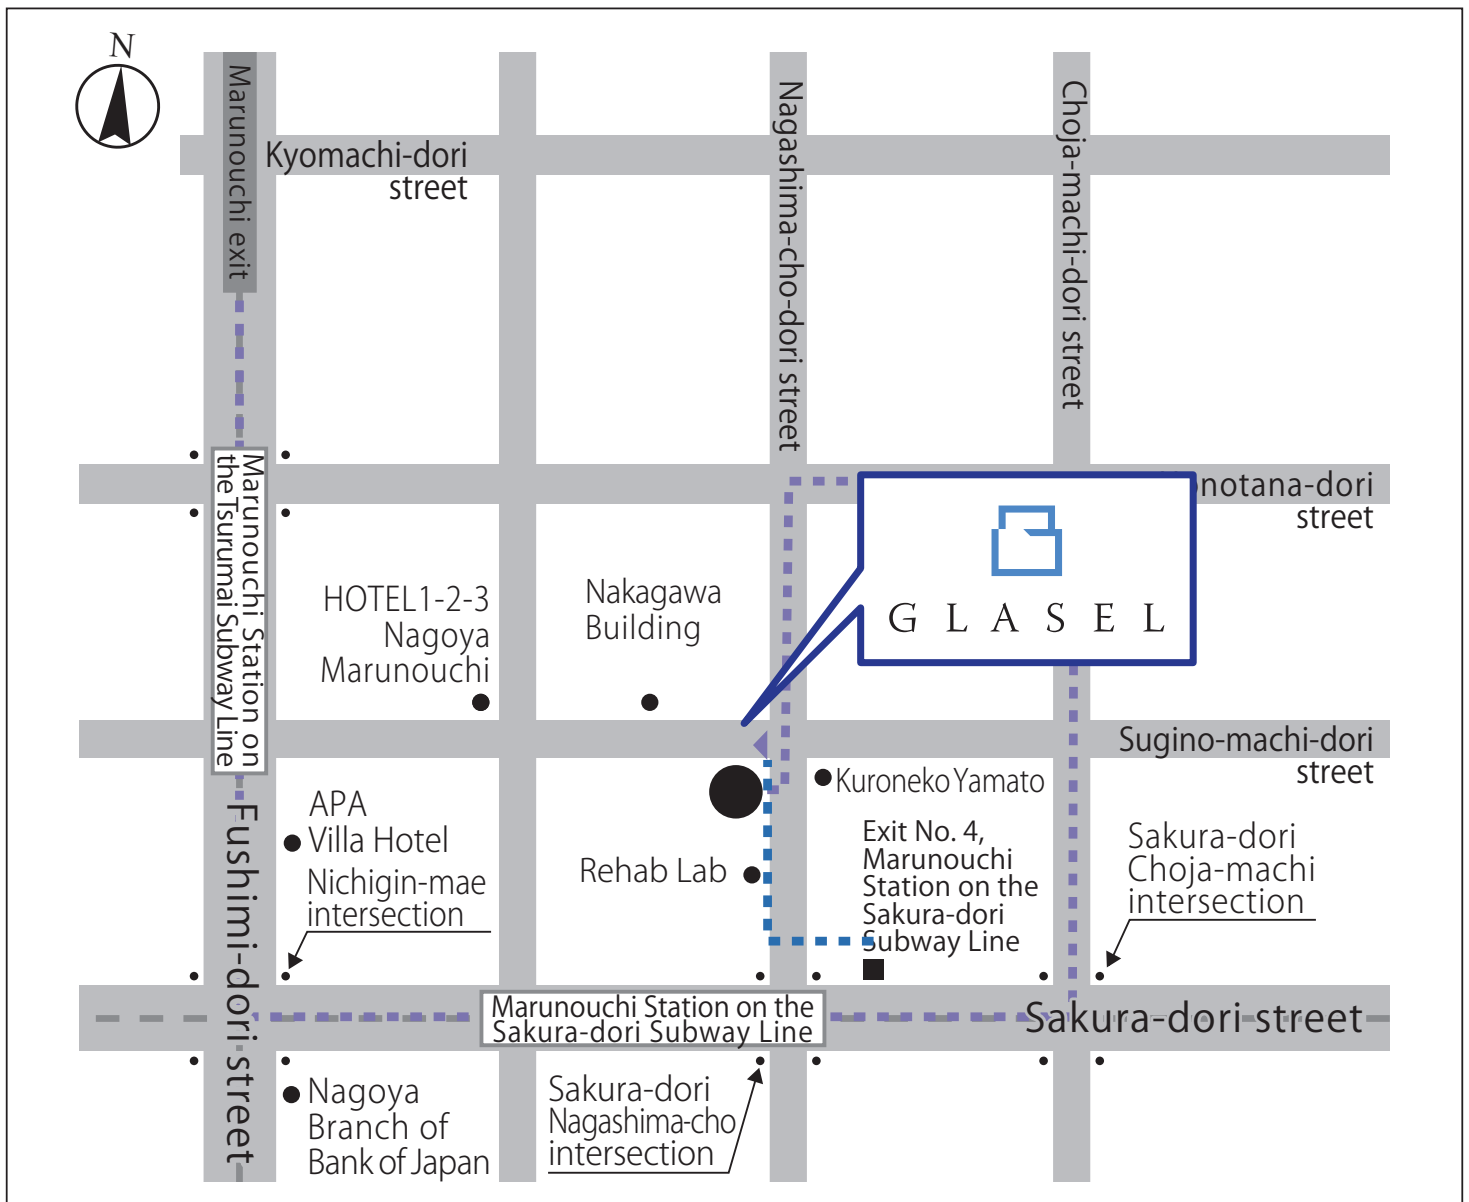 N
Marunouchi exit
Kyomachi-dori
street
Nagashima-cho-dori street
Choja-machi-dori street
Marunouchi Station on
the Tsurumai Subway Line
GLASEL
street
HOTEL1-2-3
Nagoya
Marunouchi
Nakagawa
Building
Sugino-machi-dori
street
Kuroneko Yamato
APA
Villa Hotel
Nichigin-mae
intersection
Fushimi-dori street
Rehab Lab
Exit No. 4,
Marunouchi
Station on the
Sakura-dori
Subway Line
Sakura-dori
Choja-machi
intersection
Marunouchi Station on the
Sakura-dori Subway Line
Sakura-dori street
Nagoya
Branch of
Bank of Japan
Sakura-dori
Nagashima-cho
intersection